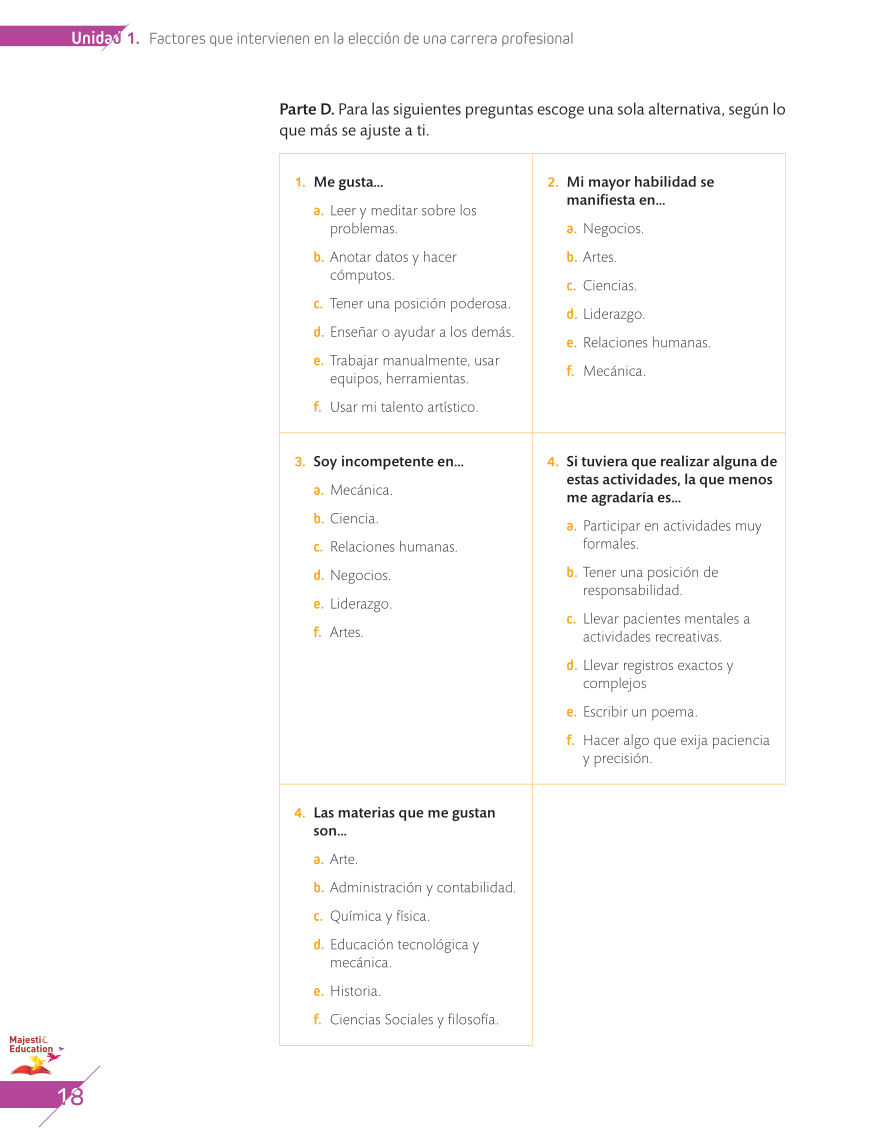 Unidad 1. Factores que intervienen en la elección de una carrera profesional
Parte D. Para las siguientes preguntas escoge una sola alternativa, según lo
que más se ajuste a ti.
1. Me gusta...
a. Leer y meditar sobre los
problemas.
b. Anotar datos y hacer
cómputos.
c. Tener una posición poderosa.
d. Enseñar o ayudar a los demás.
e. Trabajar manualmente, usar
equipos, herramientas.
f. Usar mi talento artístico.
2. Mi mayor habilidad se
manifiesta en...
a. Negocios.
b. Artes.
c. Ciencias.
d. Liderazgo.
e. Relaciones humanas.
f. Mecánica.
3. Soy incompetente en...
a. Mecánica.
b. Ciencia.
c. Relaciones humanas.
d. Negocios.
e. Liderazgo.
f. Artes.
4. Si tuviera que realizar alguna de
estas actividades, la que menos
me agradaría es...
a. Participar en actividades muy
formales.
b. Tener una posición de
responsabilidad.
c. Llevar pacientes mentales a
actividades recreativas.
d. Llevar registros exactos y
complejos
e. Escribir un poema.
f. Hacer algo que exija paciencia
y precisión.
4. Las materias que me gustan
son...
a. Arte.
b. Administración y contabilidad.
c. Química y física.
d. Educación tecnológica y
mecánica.
e. Historia.
f. Ciencias Sociales y filosofía.
Majestic
Education
18